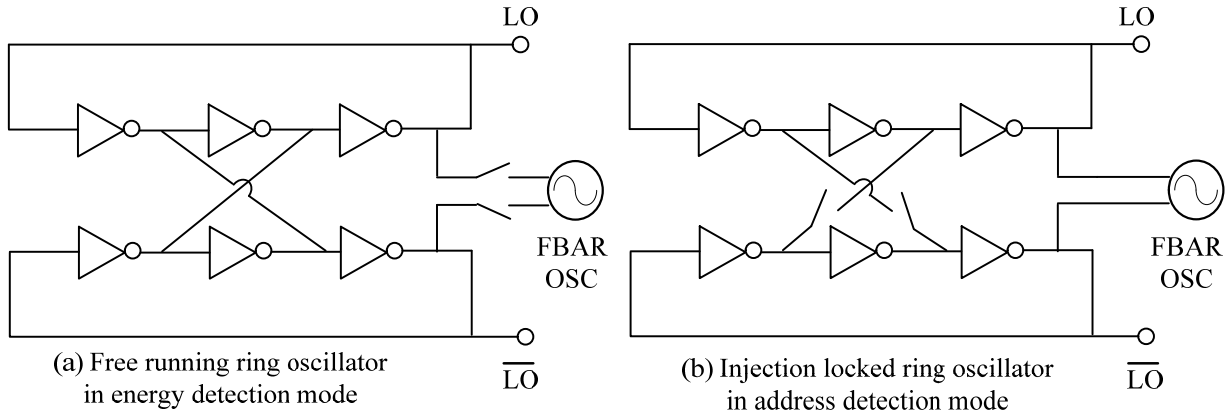 LO
FBAR
OSC
LO
(a) Free running ring oscillator
in energy detection mode
LO
FBAR
OSC
LO
(b) Injection locked ring oscillator
in address detection mode